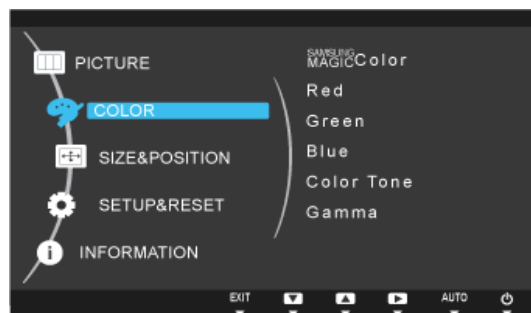 PICTURE
COLOR
SIZE&POSITION
SETUP&RESET
INFORMATION
SAMSUNG
MAGIC Color
Red
Green
Blue
Color Tone
Gamma
EXIT AUTO